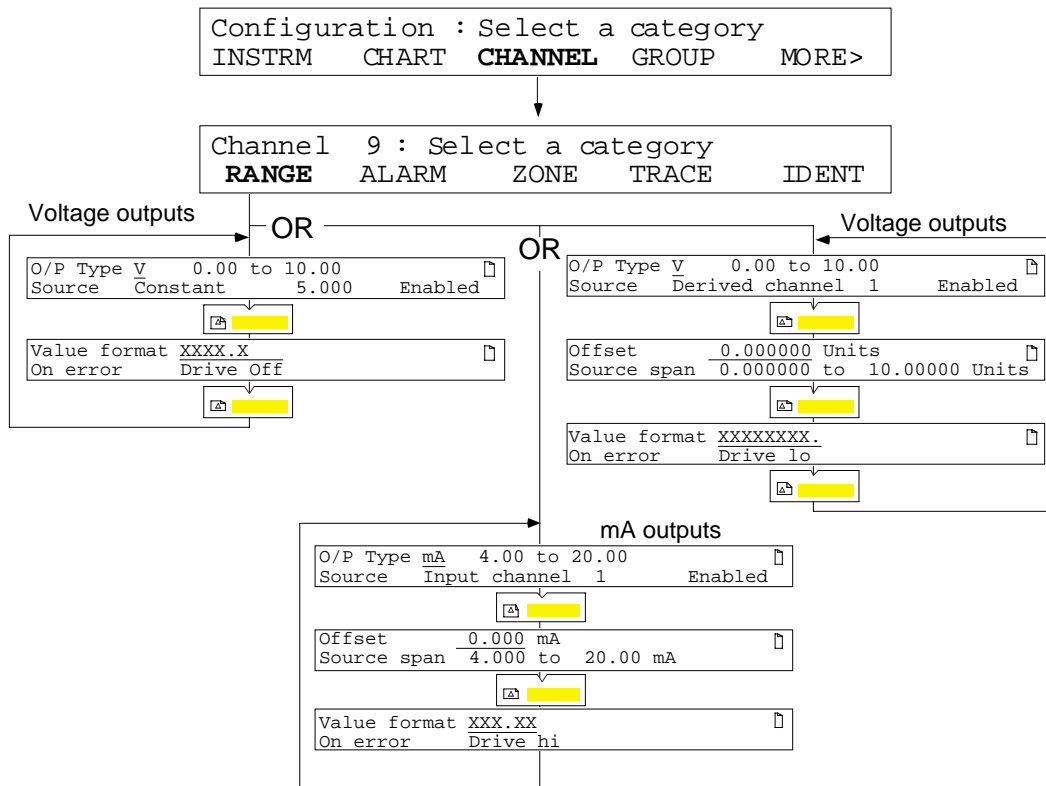 Configuration : Select a category
INSTRM CHART CHANNEL GROUP MORE>
Channel 9 : Select a category
RANGE ALARM ZONE TRACE IDENT
Voltage outputs
OR
O/P Type V 0.00 to 10.00
Source Constant 5.000 Enabled
Value format XXXX.X
On error Drive Off
OR
Voltage outputs
O/P Type V 0.00 to 10.00
Source Derived channel 1 Enabled
Offset 0.000000 Units
Source span 0.000000 to 10.00000 Units
Value format XXXXXXXX.
On error Drive lo
mA outputs
O/P Type mA 4.00 to 20.00
Source Input channel 1 Enabled
Offset 0.000 mA
Source span 4.000 to 20.00 mA
Value format XXX.XX
On error Drive hi